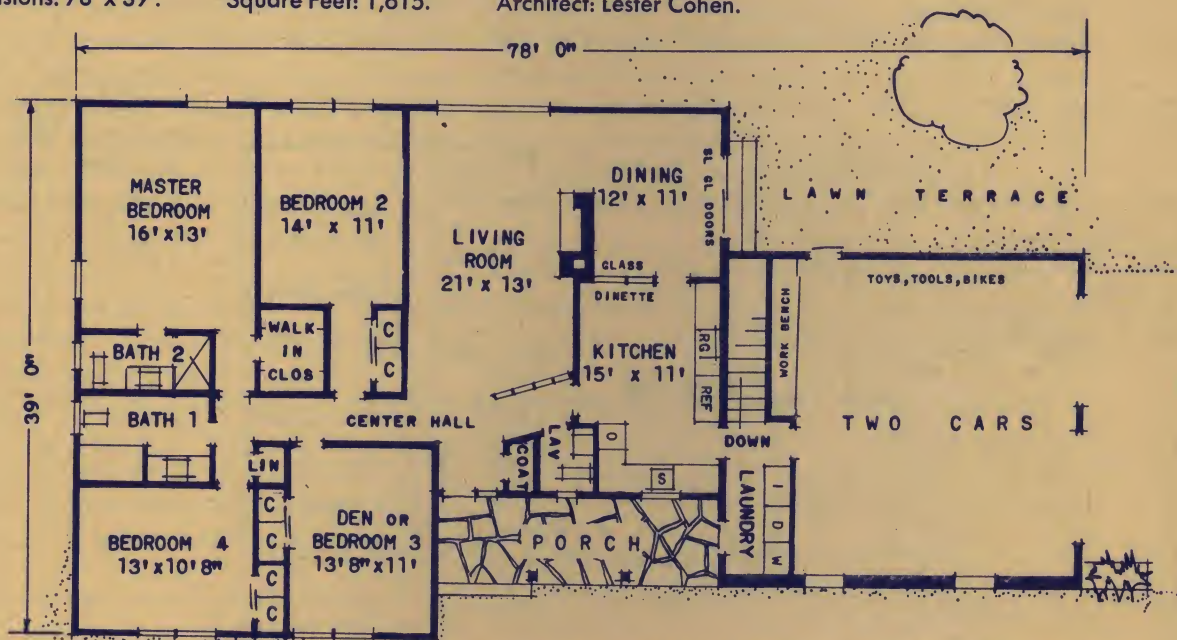 78' x 39'. Square Feet: 1,615. Architect: Lester Cohen.
78' 0"
39' 0"
MASTER
BEDROOM
16' x13'
BEDROOM 2
14' x 11'
LIVING
ROOM
21' x 13'
DINING
12' x 11'
SL GL DOORS
LAWN TERRACE
GLASS
DINETTE
TOYS, TOOLS, BIKES
WORK BENCH
KITCHEN
15' x 11'
RG
REF
WALK
IN
CLOS
C
C
BATH 2
BATH 1
CENTER HALL
TWO CARS
DOWN
COAT
LAV
O
S
LIN
C
C
C
C
DEN OR
BEDROOM 3
13'8"x11'
BEDROOM 4
13'x10'8"
PORCH
LAUNDRY
I
D
W